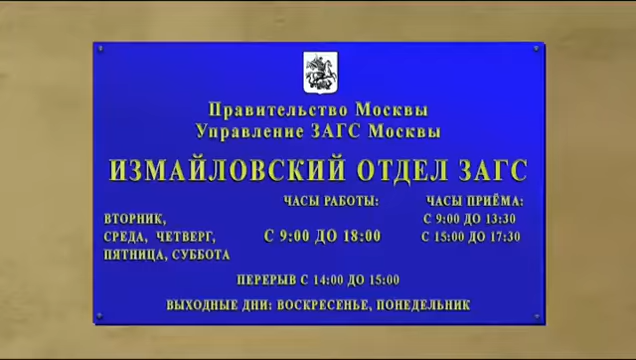 Правительство Москвы
Управление ЗАГС Москвы
ИЗМАЙЛОВСКИЙ ОТДЕЛ ЗАГС
ЧАСЫ РАБОТЫ: ЧАСЫ ПРИЁМА:
ВТОРНИК, С 9:00 ДО 13:30
СРЕДА, ЧЕТВЕРГ, С 9:00 ДО 18:00 С 15:00 ДО 17:30
ПЯТНИЦА, СУББОТА
ПЕРЕРЫВ С 14:00 ДО 15:00
ВЫХОДНЫЕ ДНИ: ВОСКРЕСЕНЬЕ, ПОНЕДЕЛЬНИК